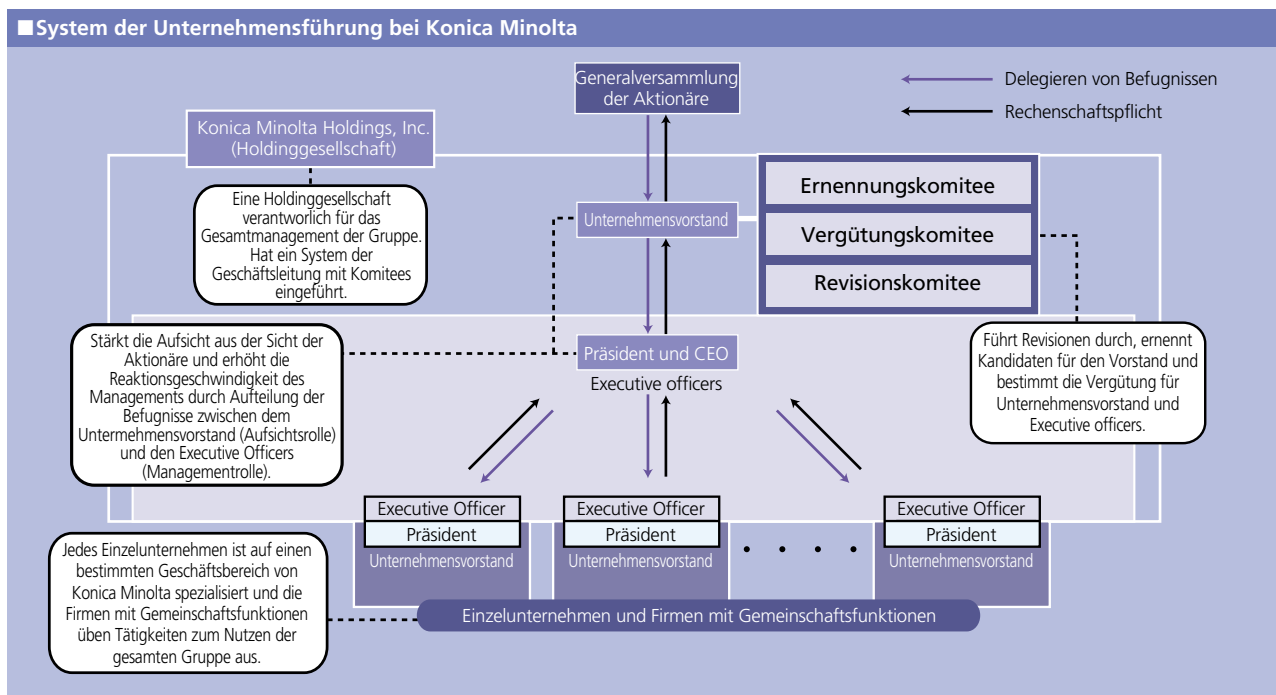 ■System der Unternehmensführung bei Konica Minolta
Generalversammlung
der Aktionäre
Delegieren von Befugnissen
Rechenschaftspflicht
Konica Minolta Holdings, Inc.
(Holdinggesellschaft)
Eine Holdinggesellschaft
verantworlich für das
Gesamtmanagement der Gruppe.
Hat ein System der
Geschäftsleitung mit Komitees
eingeführt.
Unternehmensvorstand
Ernennungskomitee
Vergütungskomitee
Revisionskomitee
Stärkt die Aufsicht aus der Sicht der
Aktionäre und erhöht die
Reaktionsgeschwindigkeit des
Managements durch Aufteilung der
Befugnisse zwischen dem
Unternehmensvorstand (Aufsichtsrolle)
und den Executive Officers
(Managementrolle).
Präsident und CEO
Executive officers
Führt Revisionen durch, ernennt
Kandidaten für den Vorstand und
bestimmt die Vergütung für
Unternehmensvorstand und
Executive officers.
Executive Officer
Präsident
Unternehmensvorstand
Executive Officer
Präsident
Unternehmensvorstand
. . . .
Executive Officer
Präsident
Unternehmensvorstand
Jedes Einzelunternehmen ist auf einen
bestimmten Geschäftsbereich von
Konica Minolta spezialisiert und die
Firmen mit Gemeinschaftsfunktionen
üben Tätigkeiten zum Nutzen der
gesamten Gruppe aus.
Einzelunternehmen und Firmen mit Gemeinschaftsfunktionen